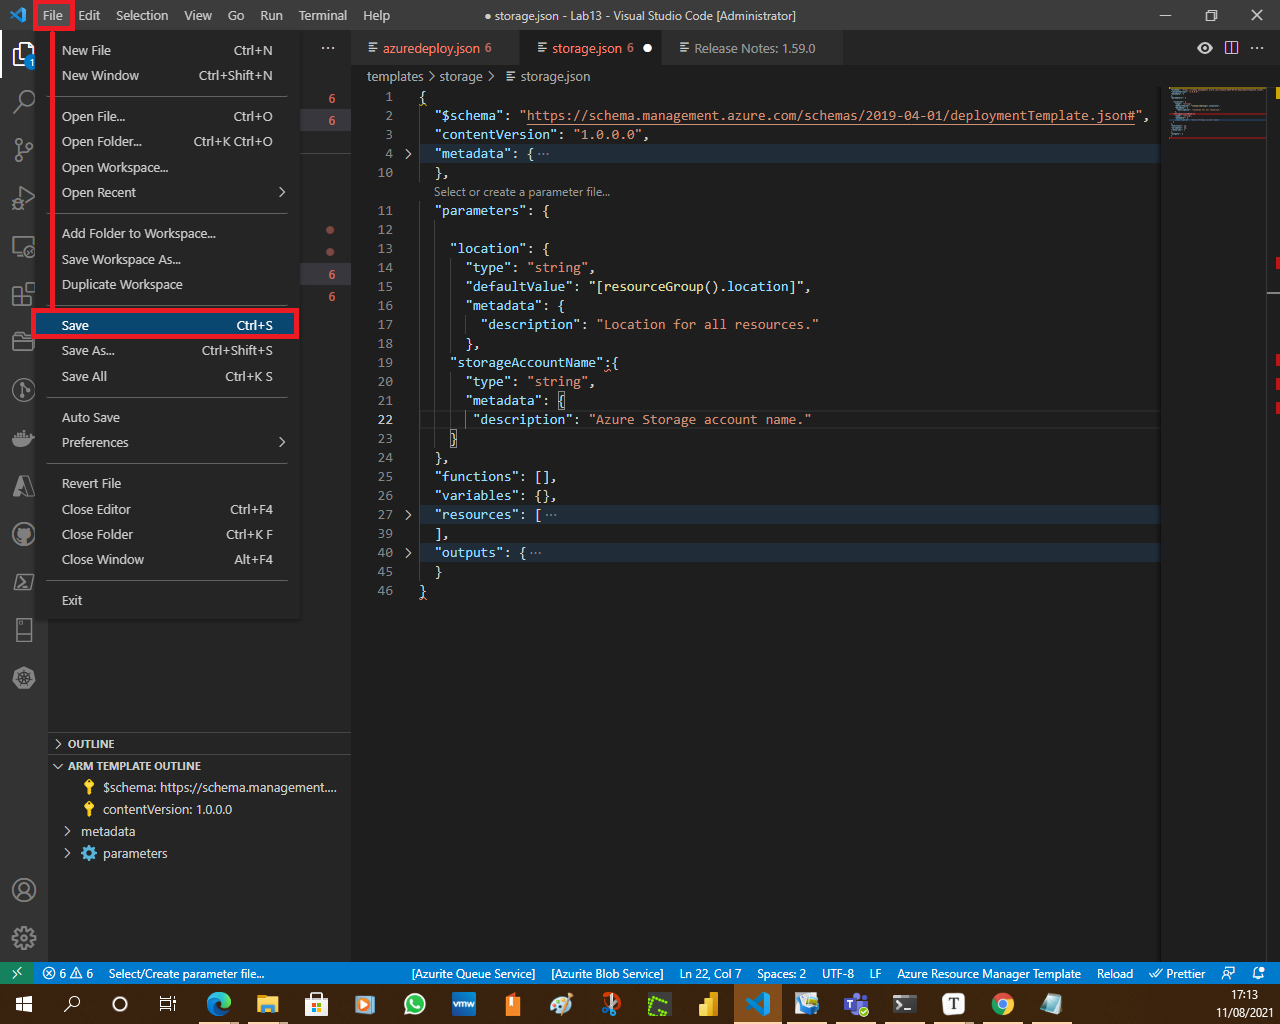 File Edit Selection View Go Run Terminal Help
● storage.json - Lab13 - Visual Studio Code [Administrator]
New File Ctrl+N
New Window Ctrl+Shift+N
Open File... Ctrl+O
Open Folder... Ctrl+K Ctrl+O
Open Workspace...
Open Recent
Add Folder to Workspace...
Save Workspace As...
Duplicate Workspace
Save Ctrl+S
Save As... Ctrl+Shift+S
Save All Ctrl+K S
Auto Save
Preferences
Revert File
Close Editor Ctrl+F4
Close Folder Ctrl+K F
Close Window Alt+F4
Exit
1
6
6
6
6
azuredeploy.json 6
storage.json 6 ●
Release Notes: 1.59.0
templates > storage > storage.json
1 {
2 "$schema": "https://schema.management.azure.com/schemas/2019-04-01/deploymentTemplate.json#",
3 "contentVersion": "1.0.0.0",
4 "metadata": { ...
10 },
Select or create a parameter file...
11 "parameters": {
12
13 "location": {
14 "type": "string",
15 "defaultValue": "[resourceGroup().location]",
16 "metadata": {
17 "description": "Location for all resources."
18 },
19 "storageAccountName":{
20 "type": "string",
21 "metadata": {
22 "description": "Azure Storage account name."
23 }
24 },
25 "functions": [],
26 "variables": {},
27 "resources": [ ...
39 ],
40 "outputs": { ...
45 }
46 }
OUTLINE
ARM TEMPLATE OUTLINE
$schema: https://schema.management....
contentVersion: 1.0.0.0
metadata
parameters
6 6 Select/Create parameter file... [Azurite Queue Service] [Azurite Blob Service] Ln 22, Col 7 Spaces: 2 UTF-8 LF Azure Resource Manager Template Reload Prettier
vmw
T
17:13
11/08/2021